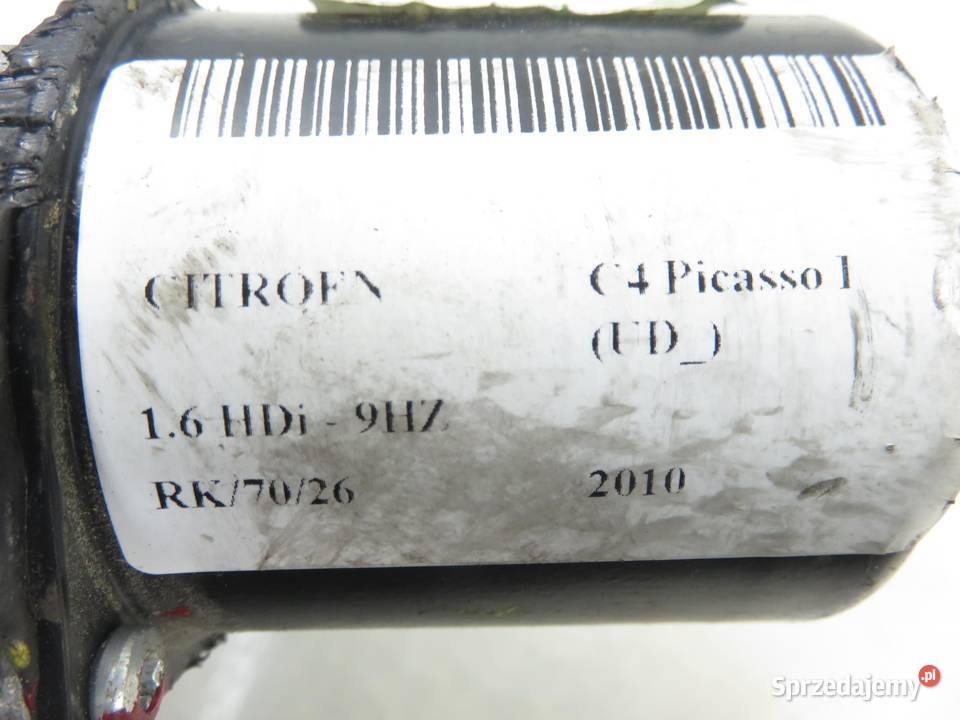 CITROEN
C4 Picasso I
(UD_)
1.6 HDi - 9HZ
RK/70/26
2010
Sprzedajemy.pl